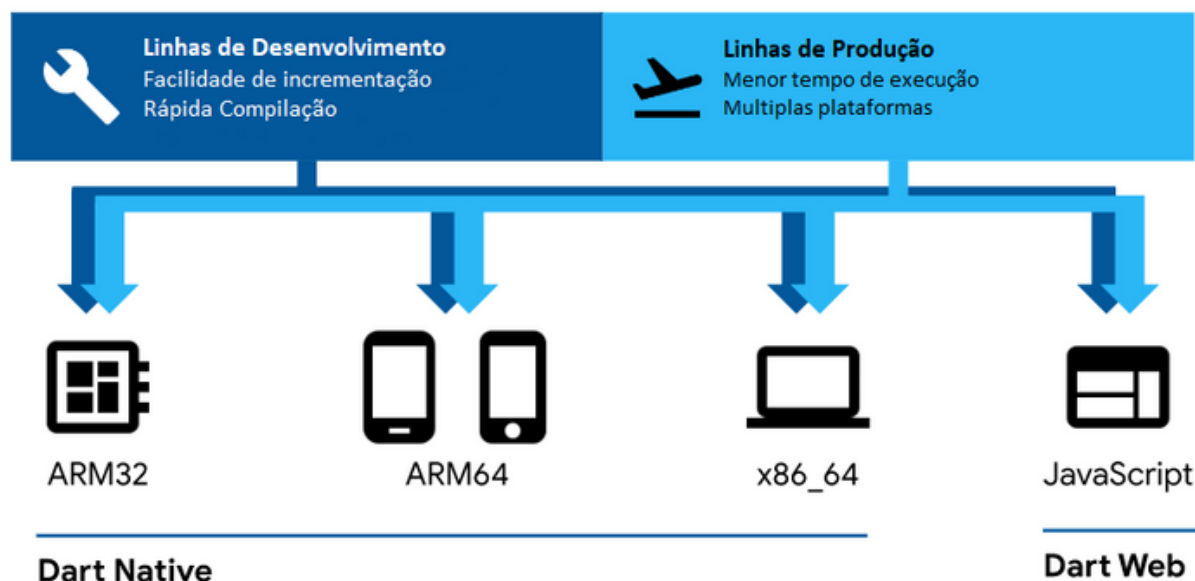 Linhas de Desenvolvimento
Facilidade de incrementação
Rápida Compilação
Linhas de Produção
Menor tempo de execução
Multiplas plataformas
ARM32
ARM64
x86_64
JavaScript
Dart Native
Dart Web